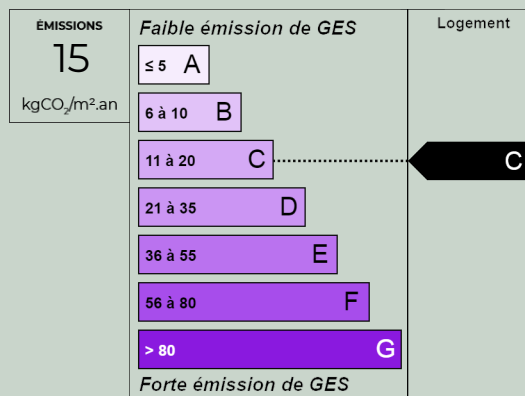 ÉMISSIONS
15
kgCO₂/m².an
Faible émission de GES
Logement
≤ 5 A
6 à 10 B
11 à 20 C
C
21 à 35 D
36 à 55 E
56 à 80 F
> 80 G
Forte émission de GES